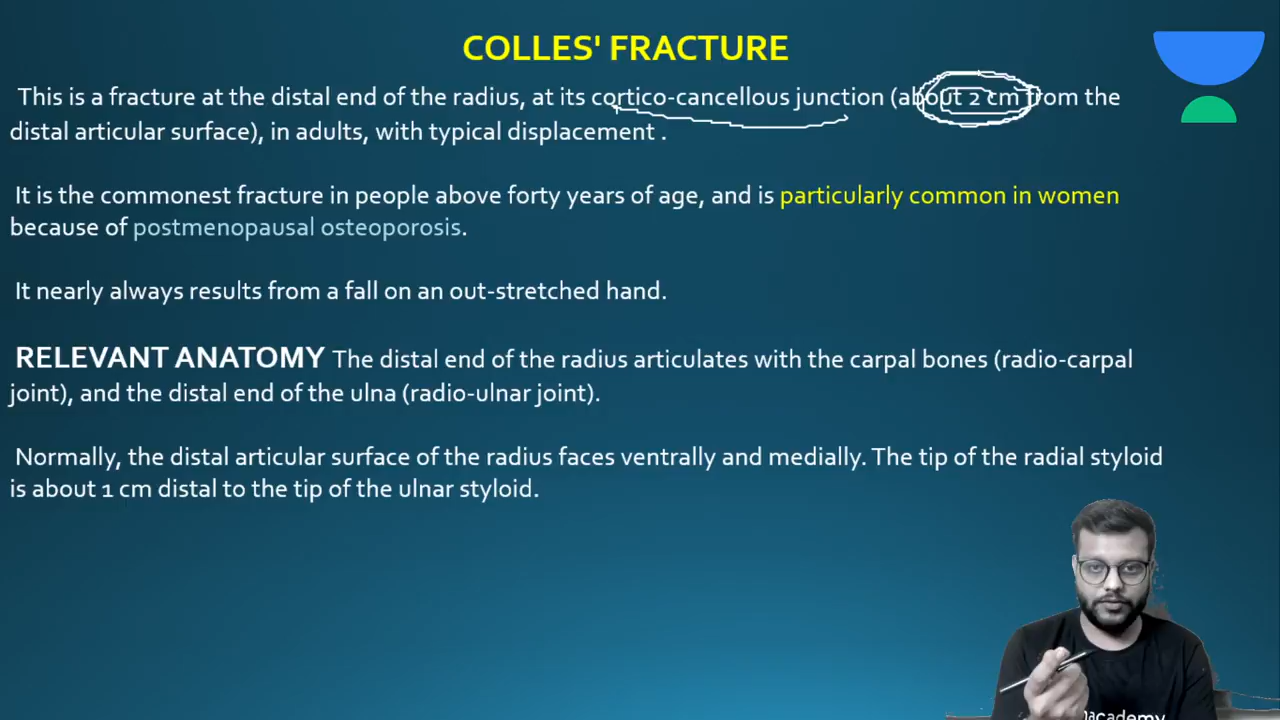 COLLES' FRACTURE
This is a fracture at the distal end of the radius, at its cortico-cancellous junction (about 2 cm from the
distal articular surface), in adults, with typical displacement .
It is the commonest fracture in people above forty years of age, and is particularly common in women
because of postmenopausal osteoporosis.
It nearly always results from a fall on an out-stretched hand.
RELEVANT ANATOMY The distal end of the radius articulates with the carpal bones (radio-carpal
joint), and the distal end of the ulna (radio-ulnar joint).
Normally, the distal articular surface of the radius faces ventrally and medially. The tip of the radial styloid
is about 1 cm distal to the tip of the ulnar styloid.